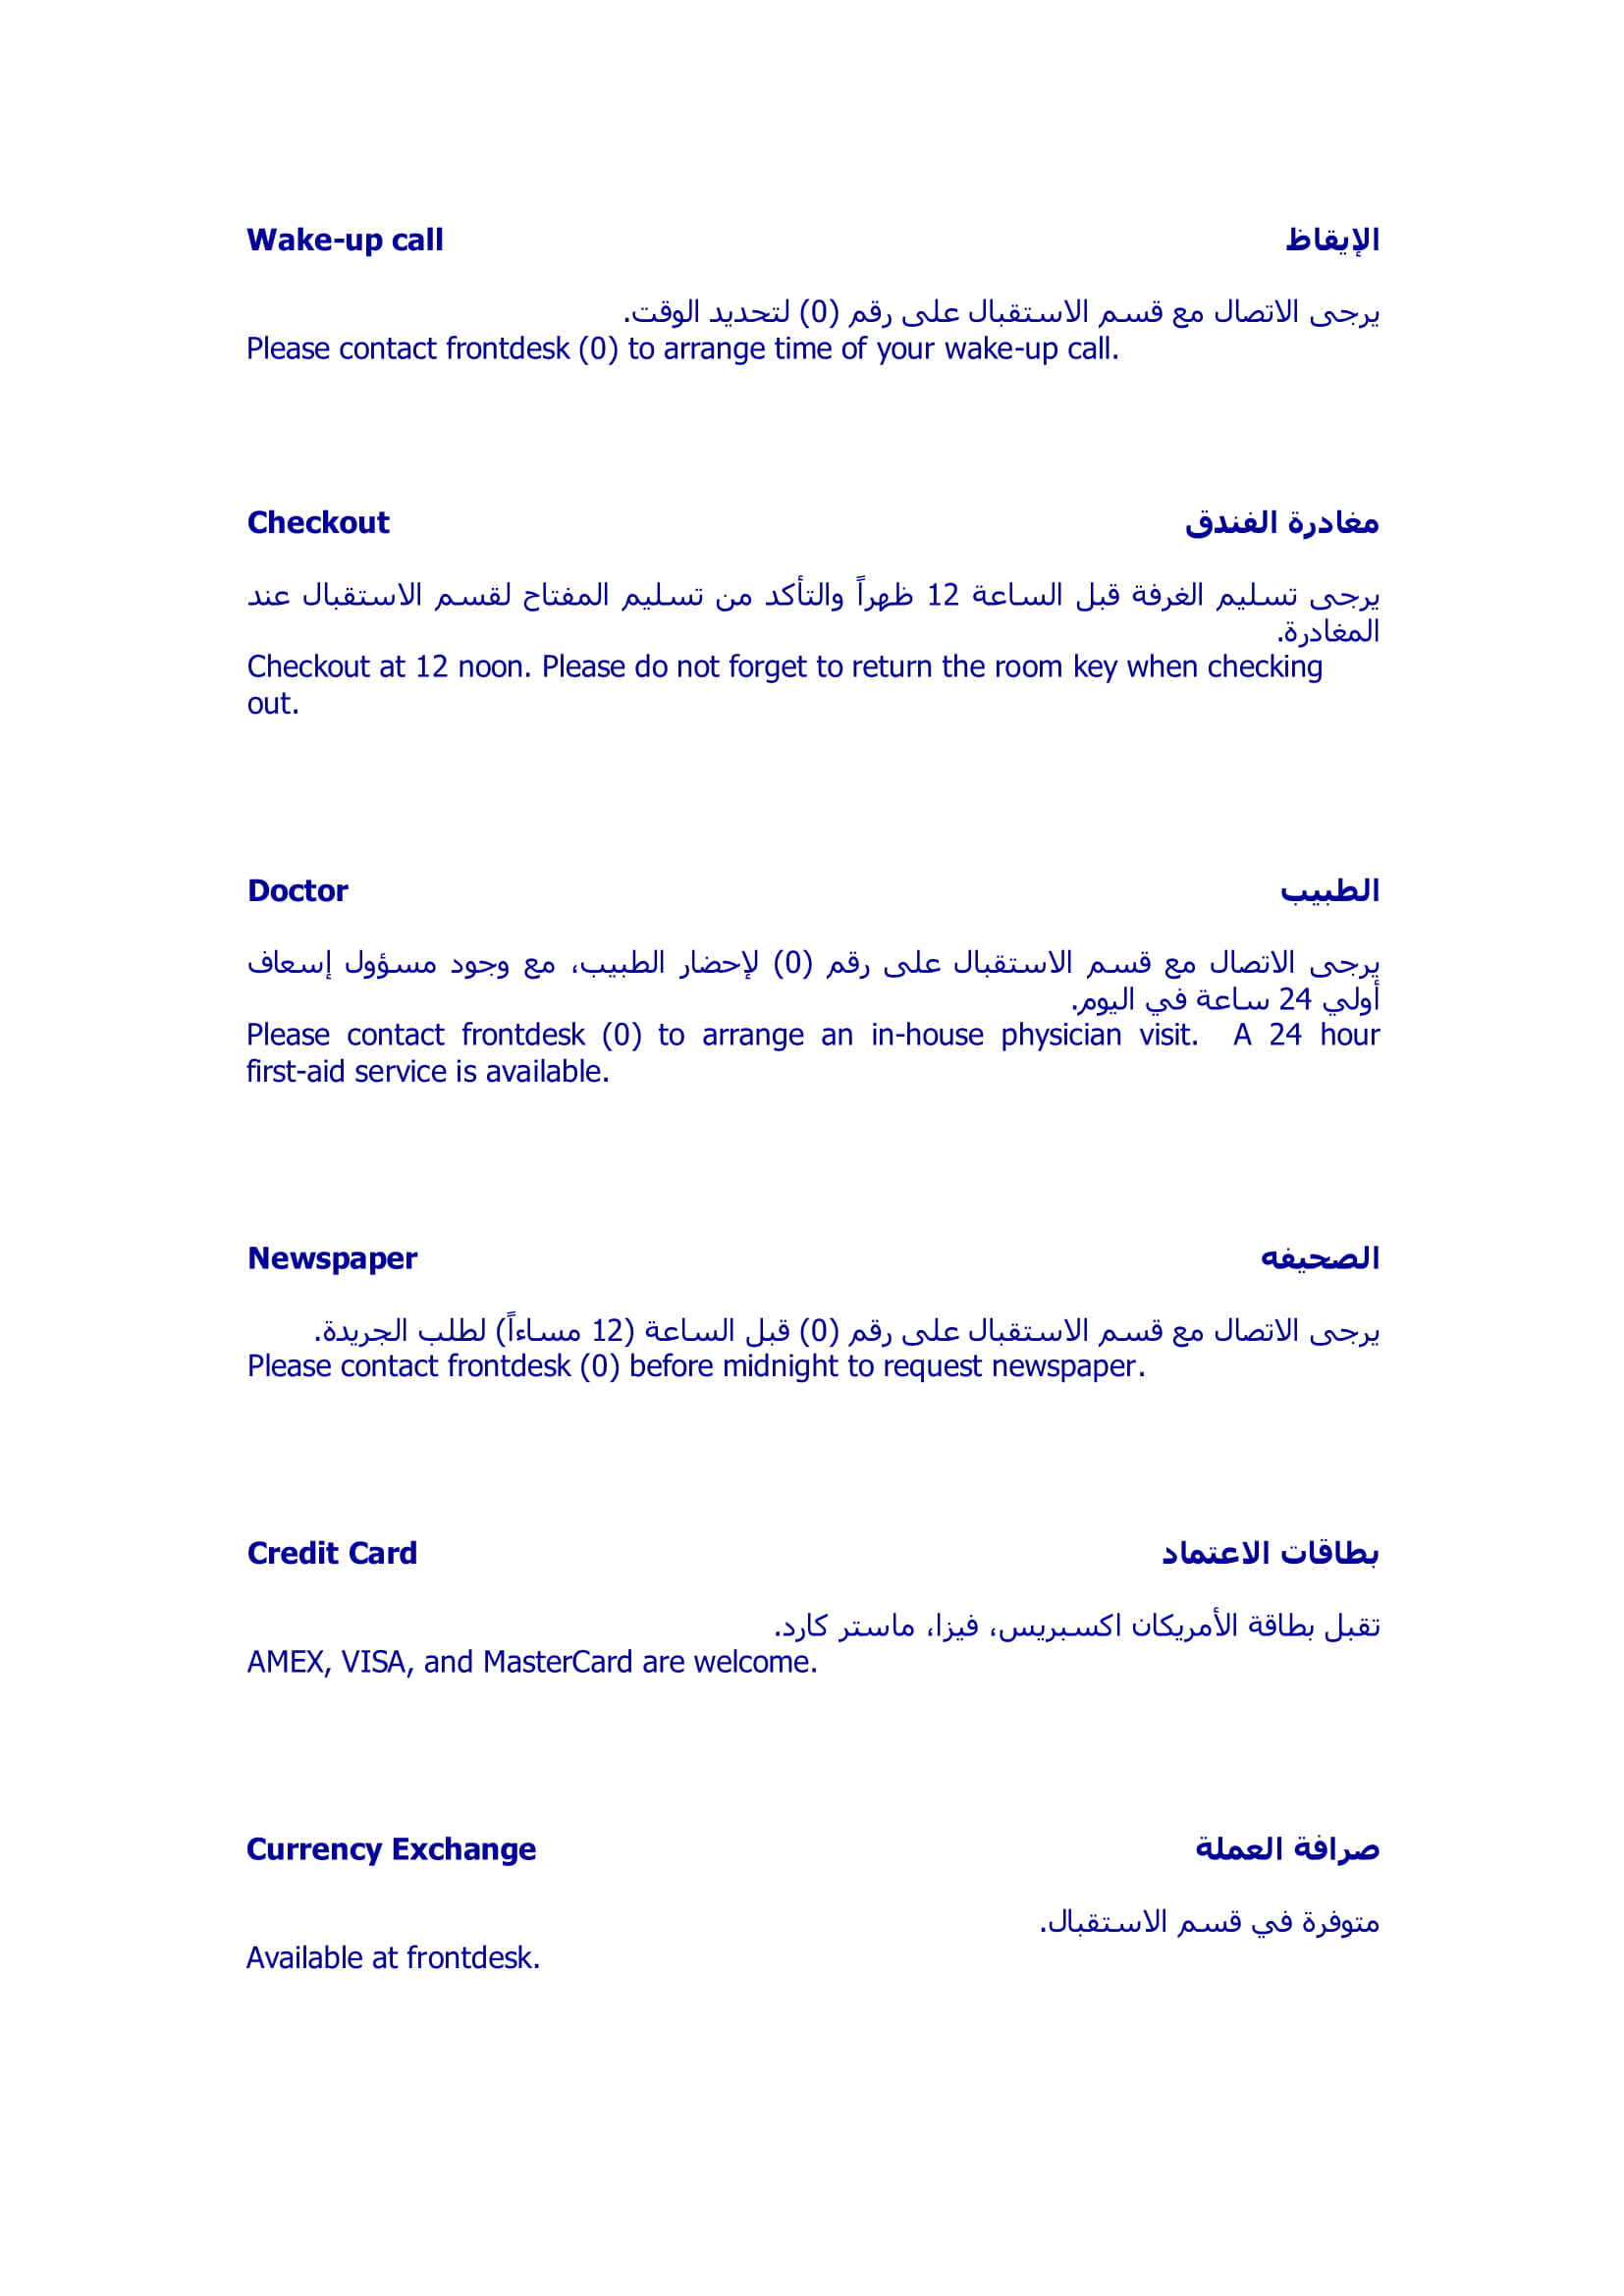 Wake-up call الإيقاظ
يرجى الاتصال مع قسم الاستقبال على رقم (0) لتحديد الوقت.
Please contact frontdesk (0) to arrange time of your wake-up call.
Checkout مغادرة الفندق
يرجى تسليم الغرفة قبل الساعة 12 ظهراً والتأكد من تسليم المفتاح لقسم الاستقبال عند
المغادرة.
Checkout at 12 noon. Please do not forget to return the room key when checking
out.
Doctor الطبيب
يرجى الاتصال مع قسم الاستقبال على رقم (0) لإحضار الطبيب، مع وجود مسؤول إسعاف
أولي 24 ساعة في اليوم.
Please contact frontdesk (0) to arrange an in-house physician visit. A 24 hour
first-aid service is available.
Newspaper الصحيفه
يرجى الاتصال مع قسم الاستقبال على رقم (0) قبل الساعة (12 مساءاً) لطلب الجريدة.
Please contact frontdesk (0) before midnight to request newspaper.
Credit Card بطاقات الاعتماد
تقبل بطاقة الأمريكان اكسبريس، فيزا، ماستر كارد.
AMEX, VISA, and MasterCard are welcome.
Currency Exchange صرافة العملة
متوفرة في قسم الاستقبال.
Available at frontdesk.